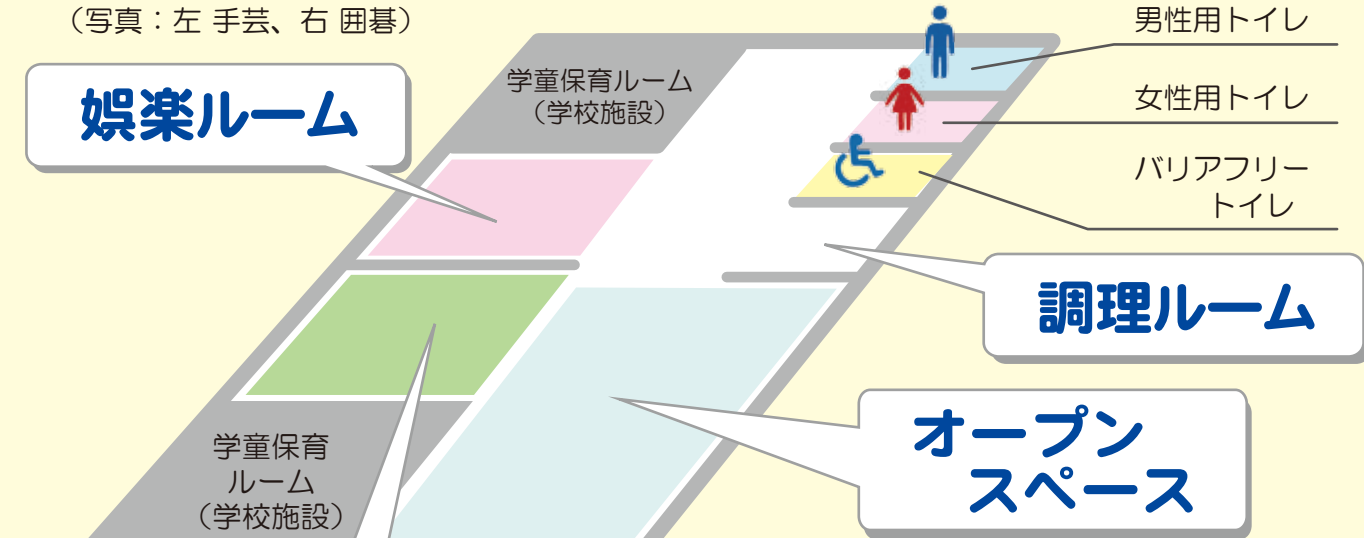 （写真：左 手芸、右 囲碁）
娯楽ルーム
学童保育ルーム
（学校施設）
男性用トイレ
女性用トイレ
バリアフリー
トイレ
調理ルーム
オープン
スペース
学童保育
ルーム
（学校施設）